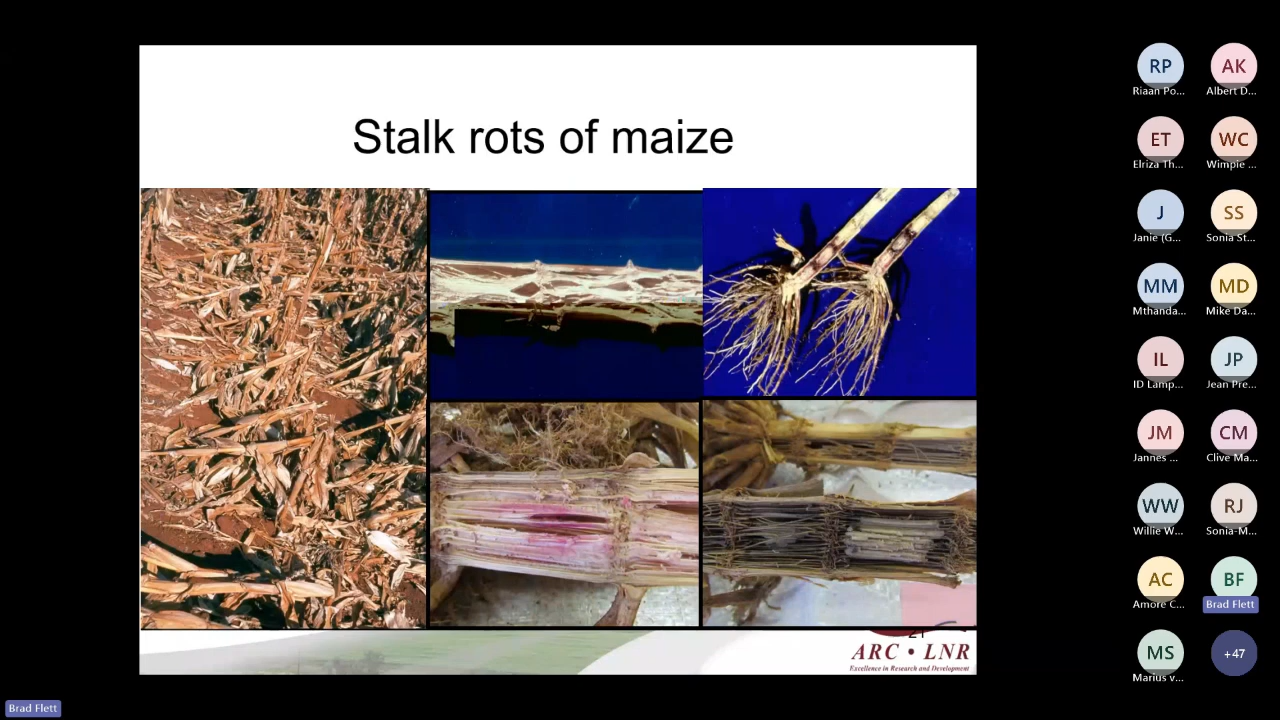 Stalk rots of maize
21
ARC • LNR
Excellence in Research and Development
RP
AK
Riaan Po...
Albert D...
ET
WC
Elriza Th...
Wimpie ...
J
SS
Janie (G...
Sonia St...
MM
MD
Mthanda...
Mike Da...
IL
JP
ID Lamp...
Jean Pre...
JM
CM
Jannes ...
Clive Ma...
WW
RJ
Willie W...
Sonia-M...
AC
BF
Amore C...
Brad Flett
MS
+47
Marius v...
Brad Flett